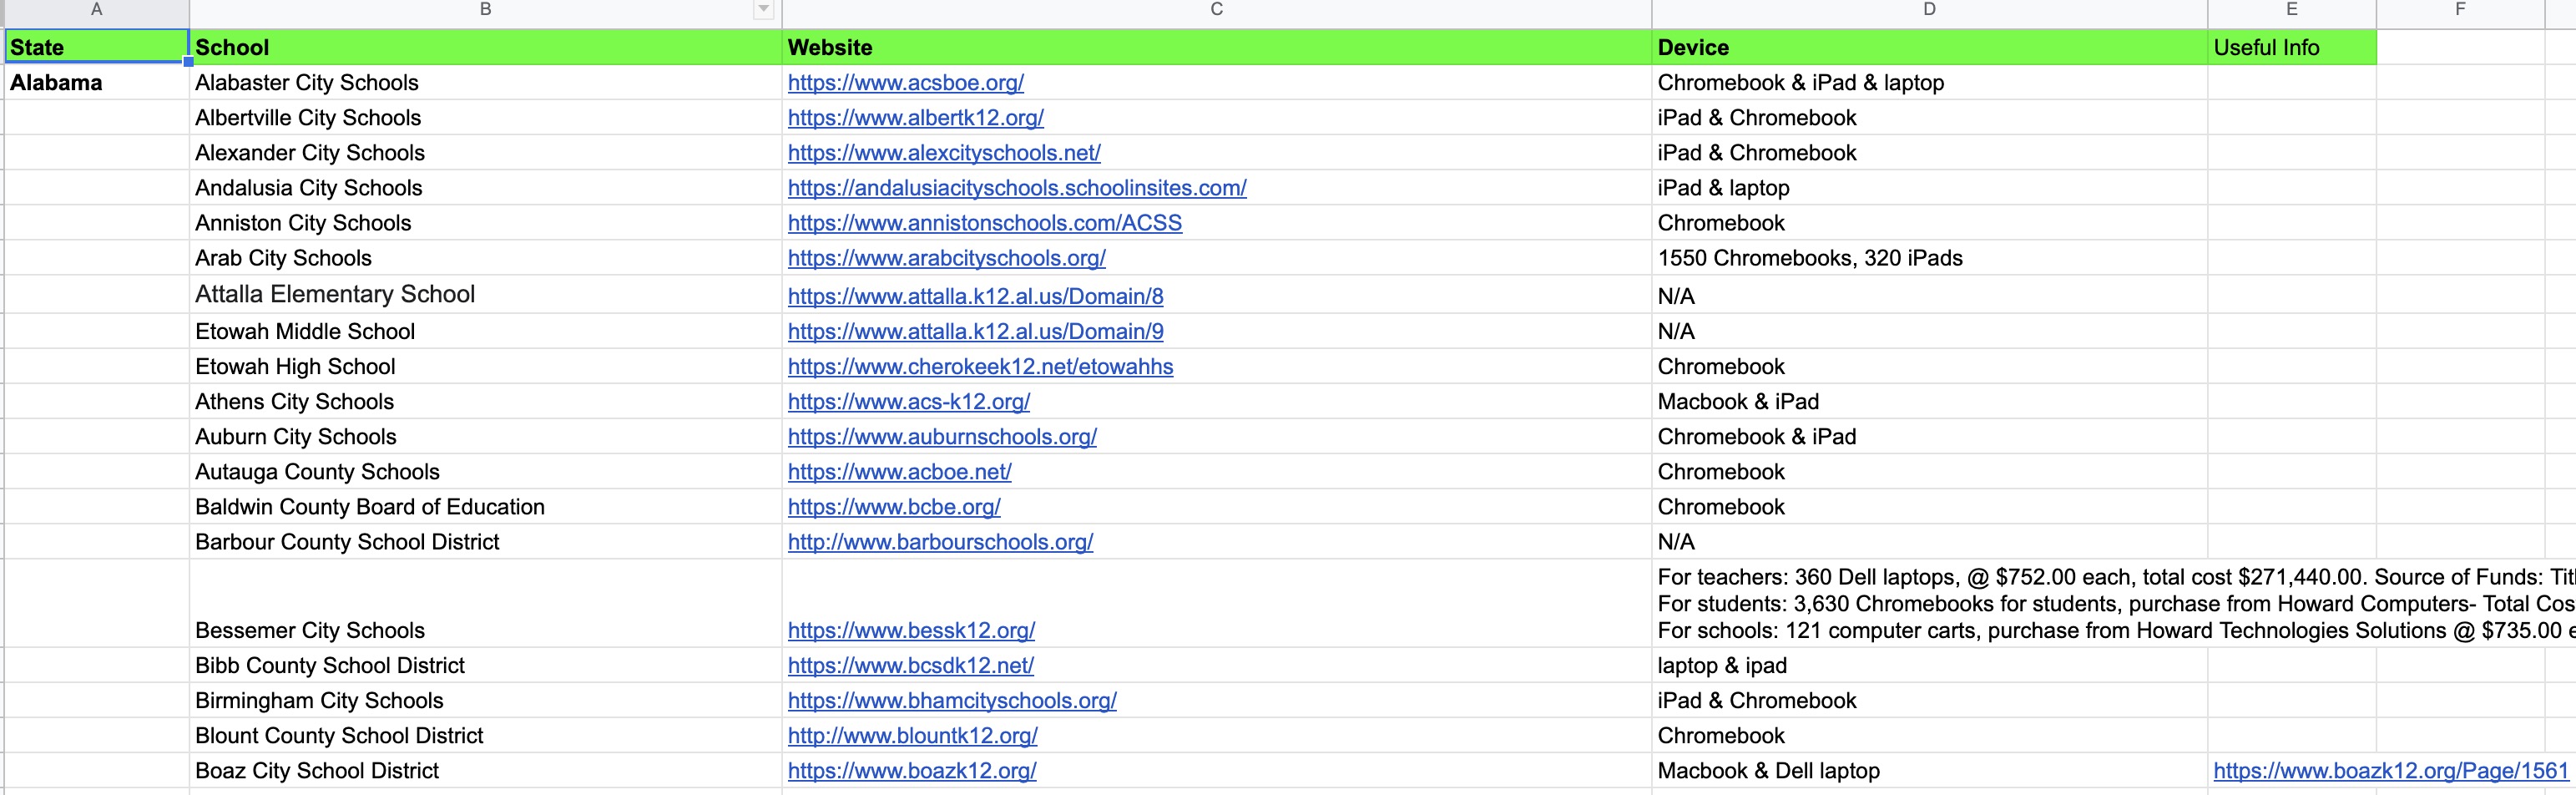 A B C D E F
State School Website Device Useful Info
Alabama Alabaster City Schools https://www.acsboe.org/ Chromebook & iPad & laptop
Albertville City Schools https://www.albertk12.org/ iPad & Chromebook
Alexander City Schools https://www.alexcityschools.net/ iPad & Chromebook
Andalusia City Schools https://andalusiacityschools.schoolinsites.com/ iPad & laptop
Anniston City Schools https://www.annistonschools.com/ACSS Chromebook
Arab City Schools https://www.arabcityschools.org/ 1550 Chromebooks, 320 iPads
Attalla Elementary School https://www.attalla.k12.al.us/Domain/8 N/A
Etowah Middle School https://www.attalla.k12.al.us/Domain/9 N/A
Etowah High School https://www.cherokeek12.net/etowahhs Chromebook
Athens City Schools https://www.acs-k12.org/ Macbook & iPad
Auburn City Schools https://www.auburnschools.org/ Chromebook & iPad
Autauga County Schools https://www.acboe.net/ Chromebook
Baldwin County Board of Education https://www.bcbe.org/ Chromebook
Barbour County School District http://www.barbourschools.org/ N/A
For teachers: 360 Dell laptops, @ $752.00 each, total cost $271,440.00. Source of Funds: Titl
For students: 3,630 Chromebooks for students, purchase from Howard Computers- Total Cos
Bessemer City Schools https://www.bessk12.org/ For schools: 121 computer carts, purchase from Howard Technologies Solutions @ $735.00 e
Bibb County School District https://www.bcsdk12.net/ laptop & ipad
Birmingham City Schools https://www.bhamcityschools.org/ iPad & Chromebook
Blount County School District http://www.blountk12.org/ Chromebook
Boaz City School District https://www.boazk12.org/ Macbook & Dell laptop https://www.boazk12.org/Page/1561